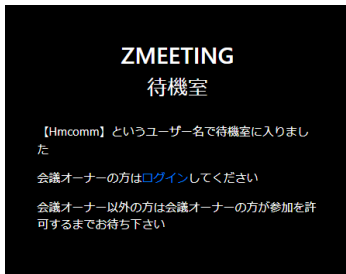 ZMEETING
待機室
【Hmcomm】というユーザー名で待機室に入りまし
た
会議オーナーの方はログインしてください
会議オーナー以外の方は会議オーナーの方が参加を許
可するまでお待ち下さい